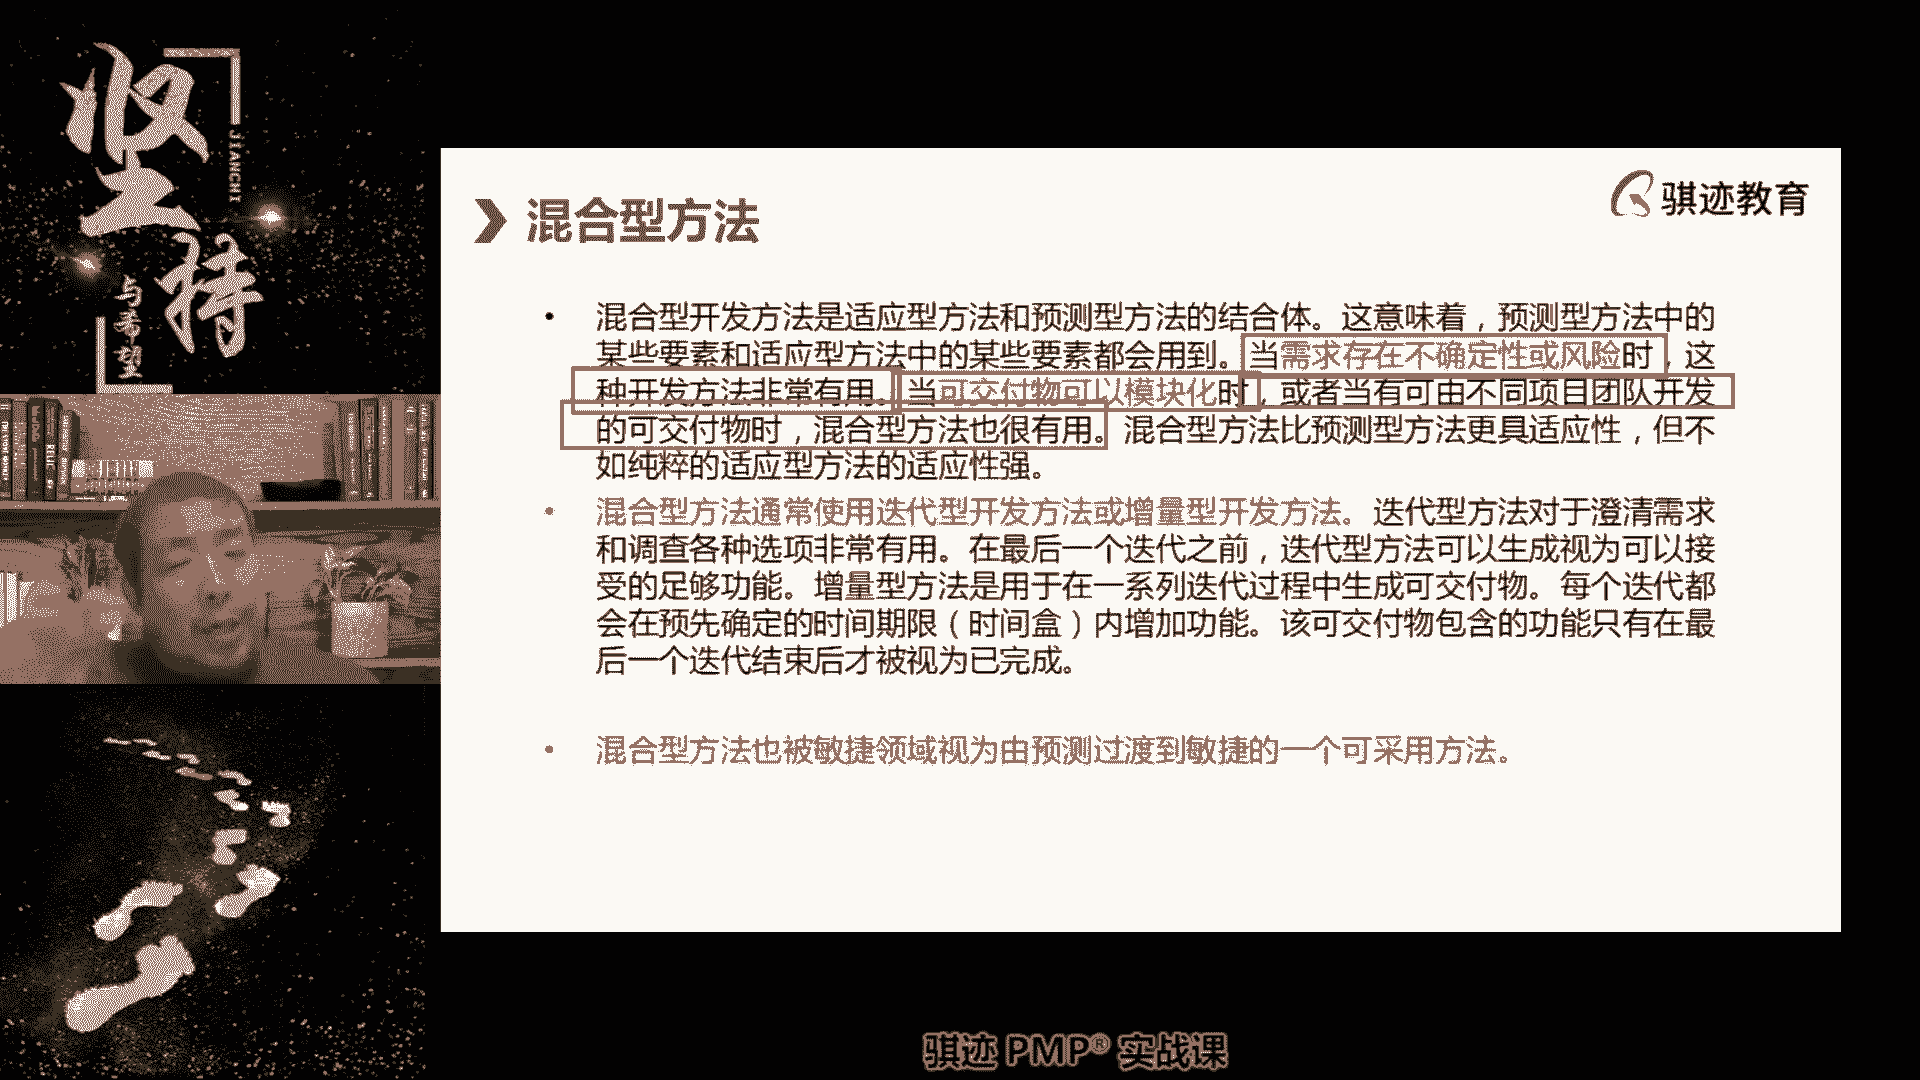 坚持
JIANCHI
与希望
骐迹教育
混合型方法
• 混合型开发方法是适应型方法和预测型方法的结合体。这意味着，预测型方法中的
某些要素和适应型方法中的某些要素都会用到。当需求存在不确定性或风险时，这
种开发方法非常有用。当可交付物可以模块化时，或者当有可由不同项目团队开发
的可交付物时，混合型方法也很有用。混合型方法比预测型方法更具适应性，但不
如纯粹的适应型方法的适应性强。
• 混合型方法通常使用迭代型开发方法或增量型开发方法。迭代型方法对于澄清需求
和调查各种选项非常有用。在最后一个迭代之前，迭代型方法可以生成视为可以接
受的足够功能。增量型方法是用于在一系列迭代过程中生成可交付物。每个迭代都
会在预先确定的时间期限（时间盒）内增加功能。该可交付物包含的功能只有在最
后一个迭代结束后才被视为已完成。
• 混合型方法也被敏捷领域视为由预测过渡到敏捷的一个可采用方法。
骐迹 PMP® 实战课